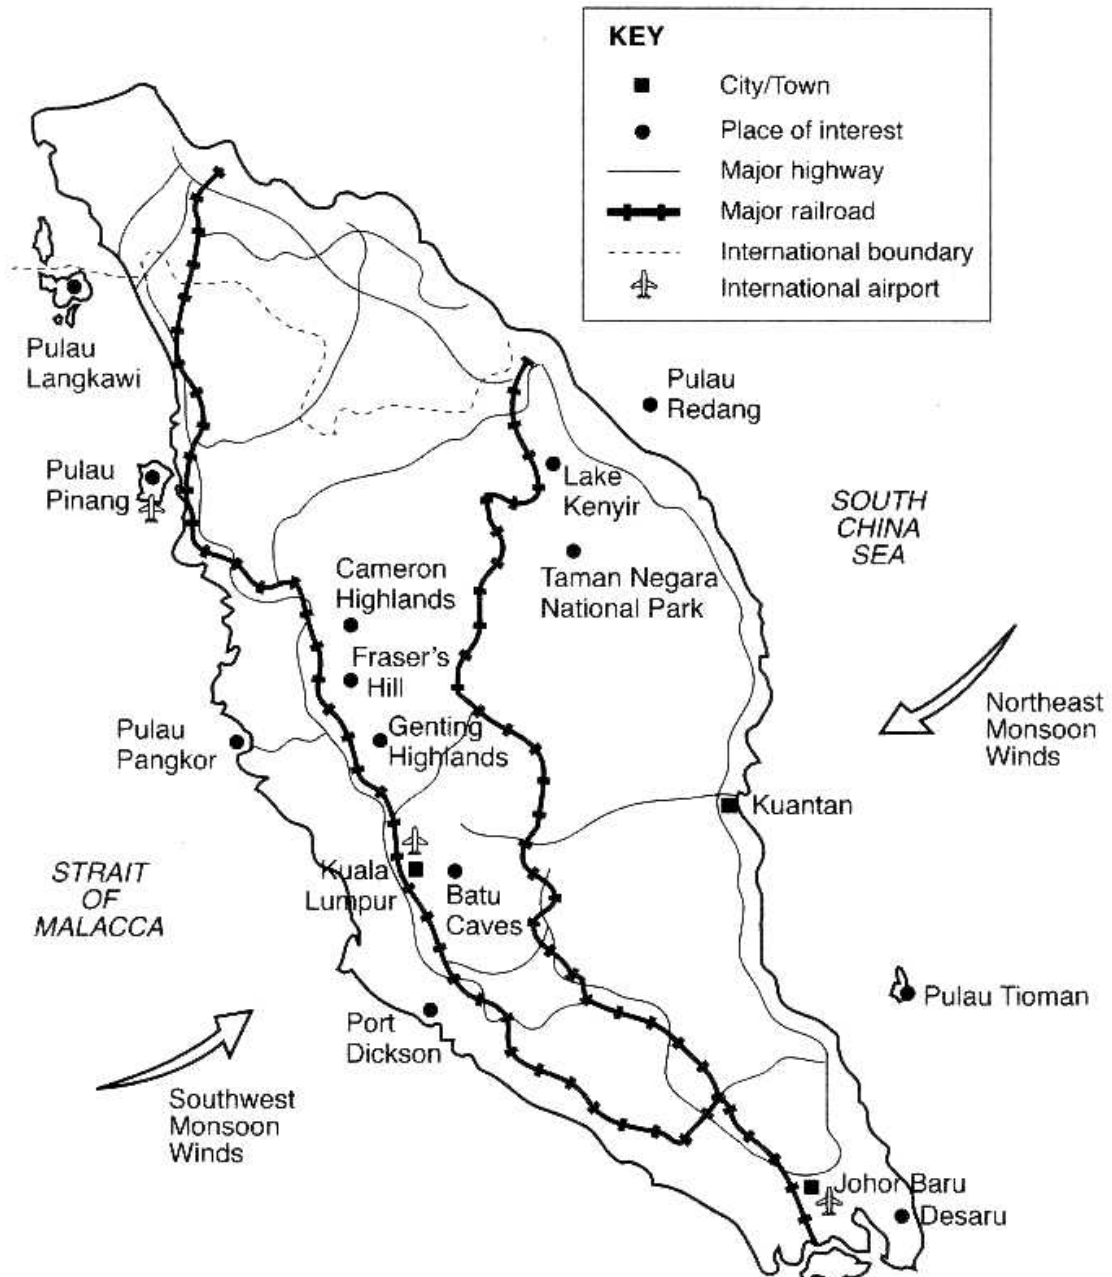 KEY
City/Town
Place of interest
Major highway
Major railroad
International boundary
International airport
Pulau
Langkawi
Pulau
Redang
Pulau
Pinang
Lake
Kenyir
SOUTH
CHINA
SEA
Cameron
Highlands
Taman Negara
National Park
Fraser's
Hill
Northeast
Monsoon
Winds
Pulau
Pangkor
Genting
Highlands
Kuantan
STRAIT
OF
MALACCA
Kuala
Lumpur
Batu
Caves
Pulau Tioman
Port
Dickson
Southwest
Monsoon
Winds
Johor Baru
Desaru